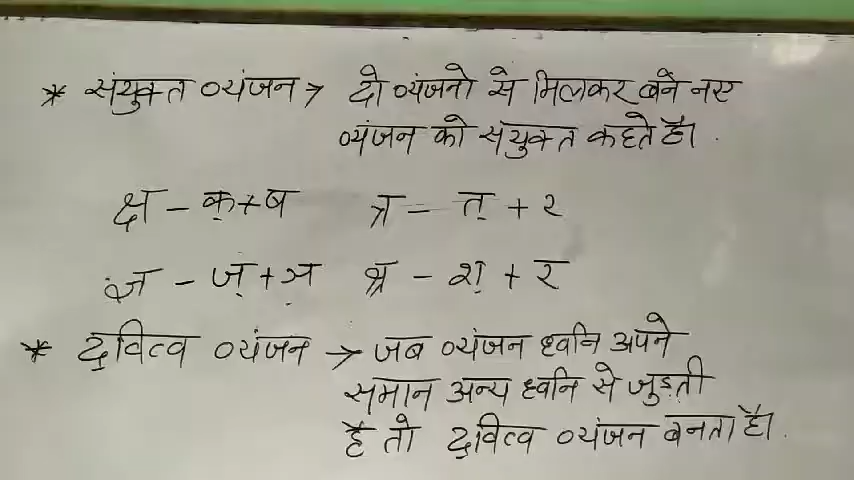 * संयुक्त व्यंजन → दो व्यंजनो से मिलकर बने नए
व्यंजन को संयुक्त कहते है।
क्ष - क् + ष त्र = त् + र
ज्ञ - ज् + ञ श्र - श् + र
* द्वित्व व्यंजन → जब व्यंजन ध्वनि अपने
समान अन्य ध्वनि से जुड़ती
है तो द्वित्व व्यंजन बनता है।